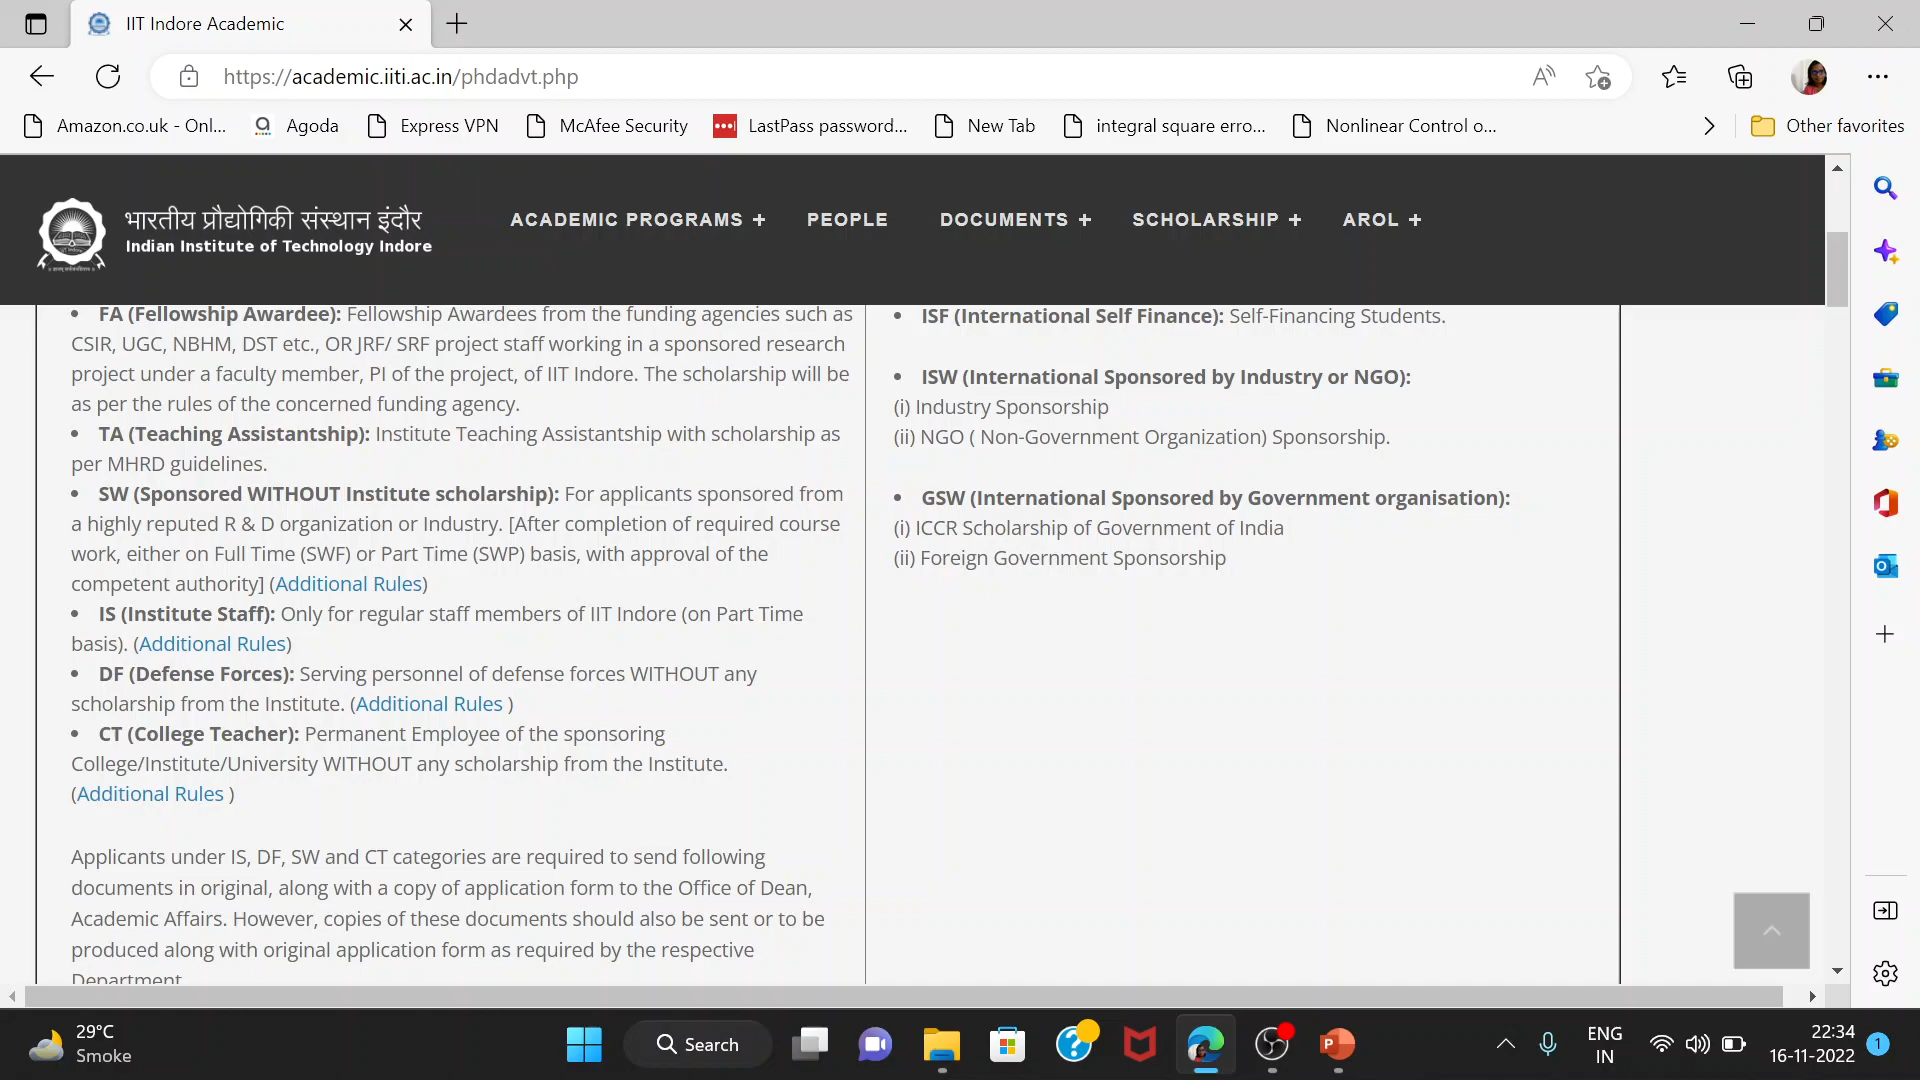 IIT Indore Academic
https://academic.iiti.ac.in/phdadvt.php
Amazon.co.uk - Onl...
Agoda
Express VPN
McAfee Security
LastPass password...
New Tab
integral square erro...
Nonlinear Control o...
Other favorites
भारतीय प्रौद्योगिकी संस्थान इंदौर
Indian Institute of Technology Indore
ACADEMIC PROGRAMS +
PEOPLE
DOCUMENTS +
SCHOLARSHIP +
AROL +
• FA (Fellowship Awardee): Fellowship Awardees from the funding agencies such as
CSIR, UGC, NBHM, DST etc., OR JRF/ SRF project staff working in a sponsored research
project under a faculty member, PI of the project, of IIT Indore. The scholarship will be
as per the rules of the concerned funding agency.
• TA (Teaching Assistantship): Institute Teaching Assistantship with scholarship as
per MHRD guidelines.
• SW (Sponsored WITHOUT Institute scholarship): For applicants sponsored from
a highly reputed R & D organization or Industry. [After completion of required course
work, either on Full Time (SWF) or Part Time (SWP) basis, with approval of the
competent authority] (Additional Rules)
• IS (Institute Staff): Only for regular staff members of IIT Indore (on Part Time
basis). (Additional Rules)
• DF (Defense Forces): Serving personnel of defense forces WITHOUT any
scholarship from the Institute. (Additional Rules )
• CT (College Teacher): Permanent Employee of the sponsoring
College/Institute/University WITHOUT any scholarship from the Institute.
(Additional Rules )
Applicants under IS, DF, SW and CT categories are required to send following
documents in original, along with a copy of application form to the Office of Dean,
Academic Affairs. However, copies of these documents should also be sent or to be
produced along with original application form as required by the respective
Department
• ISF (International Self Finance): Self-Financing Students.
• ISW (International Sponsored by Industry or NGO):
(i) Industry Sponsorship
(ii) NGO ( Non-Government Organization) Sponsorship.
• GSW (International Sponsored by Government organisation):
(i) ICCR Scholarship of Government of India
(ii) Foreign Government Sponsorship
29°C
Smoke
Search
ENG
IN
22:34
16-11-2022
1